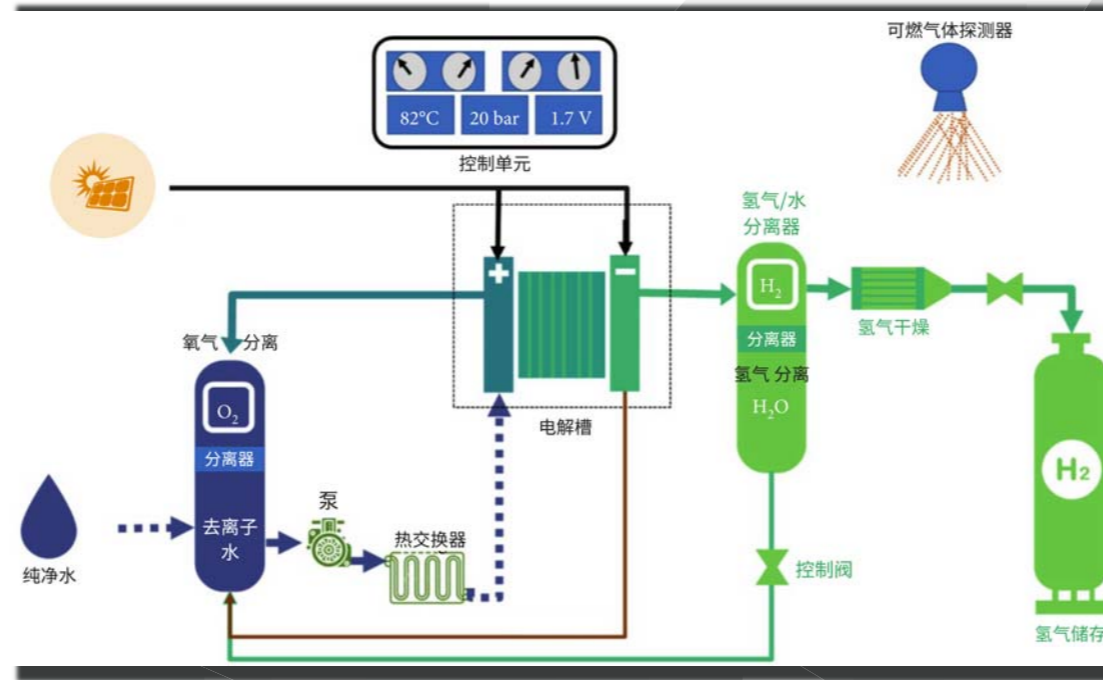 可燃气体探测器
82°C
20 bar
1.7 V
控制单元
氢气/水
分离器
+
−
H₂
分离器
氢气 分离
H₂O
氢气干燥
氧气 分离
O₂
分离器
去离子
水
电解槽
泵
热交换器
纯净水
控制阀
H₂
氢气储存